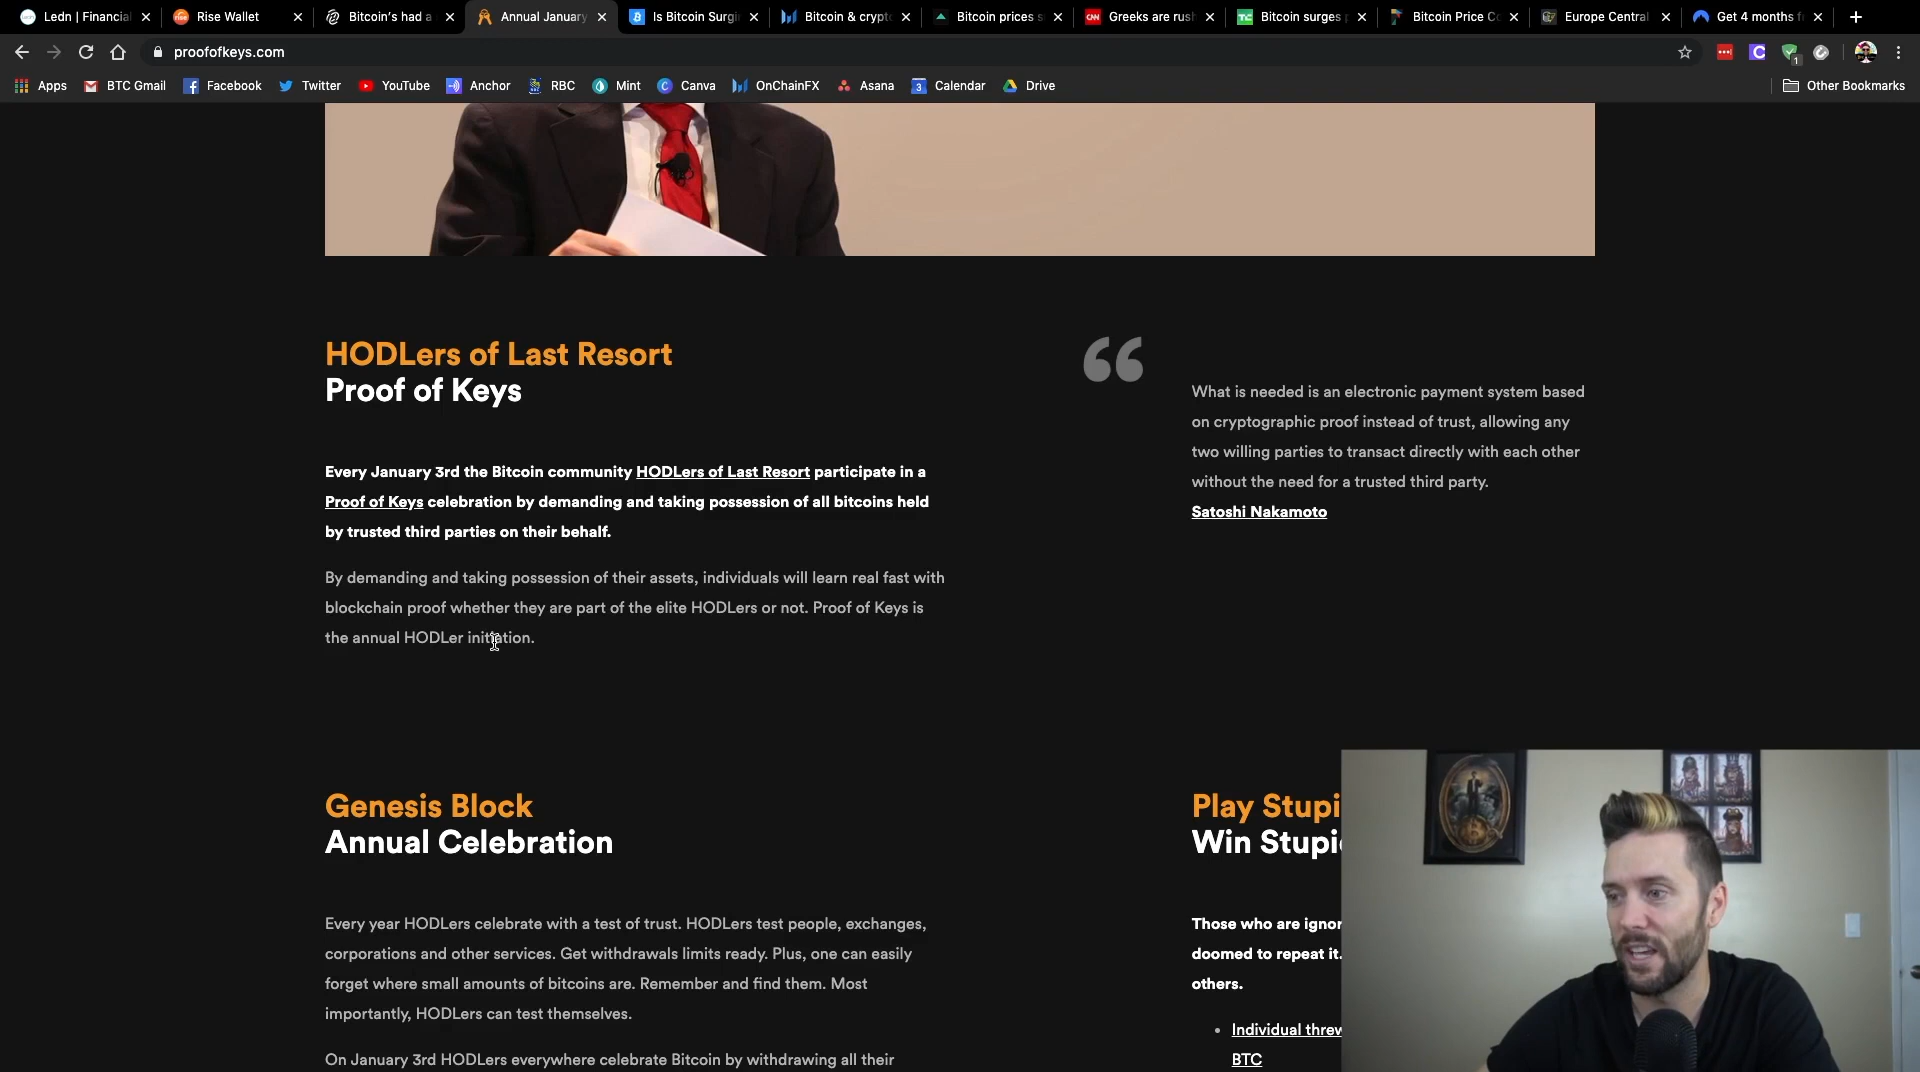 Ledn | Financial
Rise Wallet
Bitcoin's had a
Annual January
Is Bitcoin Surgi
Bitcoin & crypt
Bitcoin prices s
Greeks are rush
Bitcoin surges
Bitcoin Price Co
Europe Central
Get 4 months f
proofofkeys.com
Apps
BTC Gmail
Facebook
Twitter
YouTube
Anchor
RBC
Mint
Canva
OnChainFX
Asana
Calendar
Drive
Other Bookmarks
HODLers of Last Resort
Proof of Keys
Every January 3rd the Bitcoin community HODLers of Last Resort participate in a
Proof of Keys celebration by demanding and taking possession of all bitcoins held
by trusted third parties on their behalf.
By demanding and taking possession of their assets, individuals will learn real fast with
blockchain proof whether they are part of the elite HODLers or not. Proof of Keys is
the annual HODLer initiation.
What is needed is an electronic payment system based
on cryptographic proof instead of trust, allowing any
two willing parties to transact directly with each other
without the need for a trusted third party.
Satoshi Nakamoto
Genesis Block
Annual Celebration
Every year HODLers celebrate with a test of trust. HODLers test people, exchanges,
corporations and other services. Get withdrawals limits ready. Plus, one can easily
forget where small amounts of bitcoins are. Remember and find them. Most
importantly, HODLers can test themselves.
On January 3rd HODLers everywhere celebrate Bitcoin by withdrawing all their
Play Stupi
Win Stupi
Those who are ignor
doomed to repeat it.
others.
Individual threw
BTC